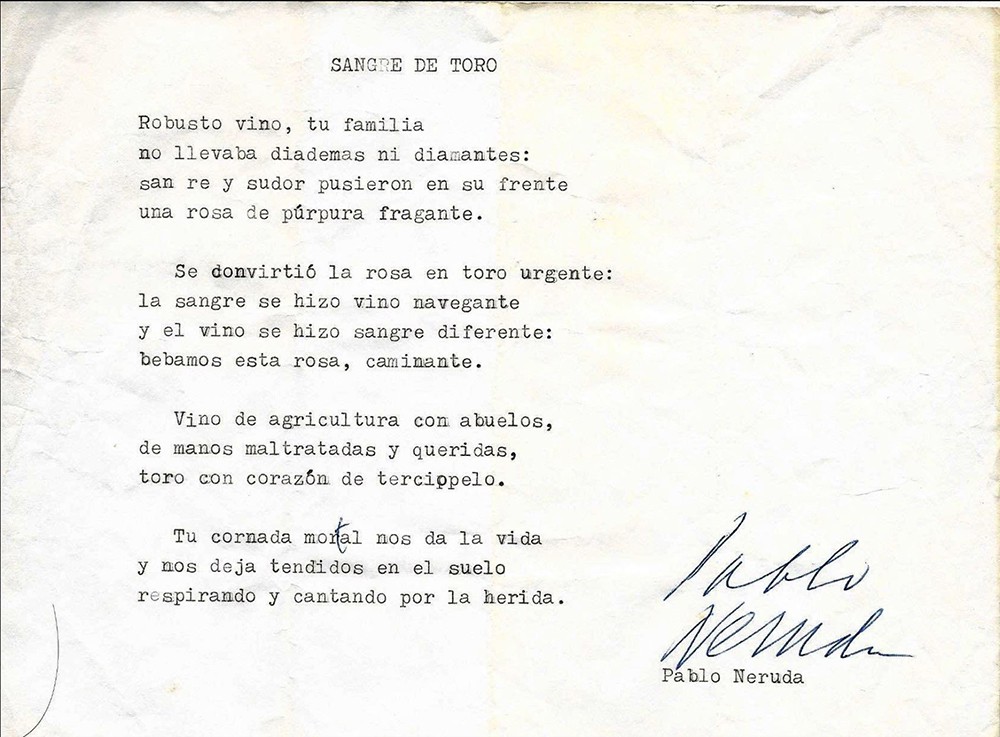 SANGRE DE TORO
Robusto vino, tu familia
no llevaba diademas ni diamantes:
san re y sudor pusieron en su frente
una rosa de púrpura fragante.
Se donvirtió la rosa en toro urgente:
la sangre se hizo vino navegante
y el vino se hizo sangre diferente:
bebamos esta rosa, caminante.
Vino de agricultura con abuelos,
de manos maltratadas y queridas,
toro con corazón de tercippelo.
Tu cornada mortal nos da la vida
y nos deja tendidos en el suelo
respirando y cantando por la herida.
Pablo
Neruda
Pablo Neruda